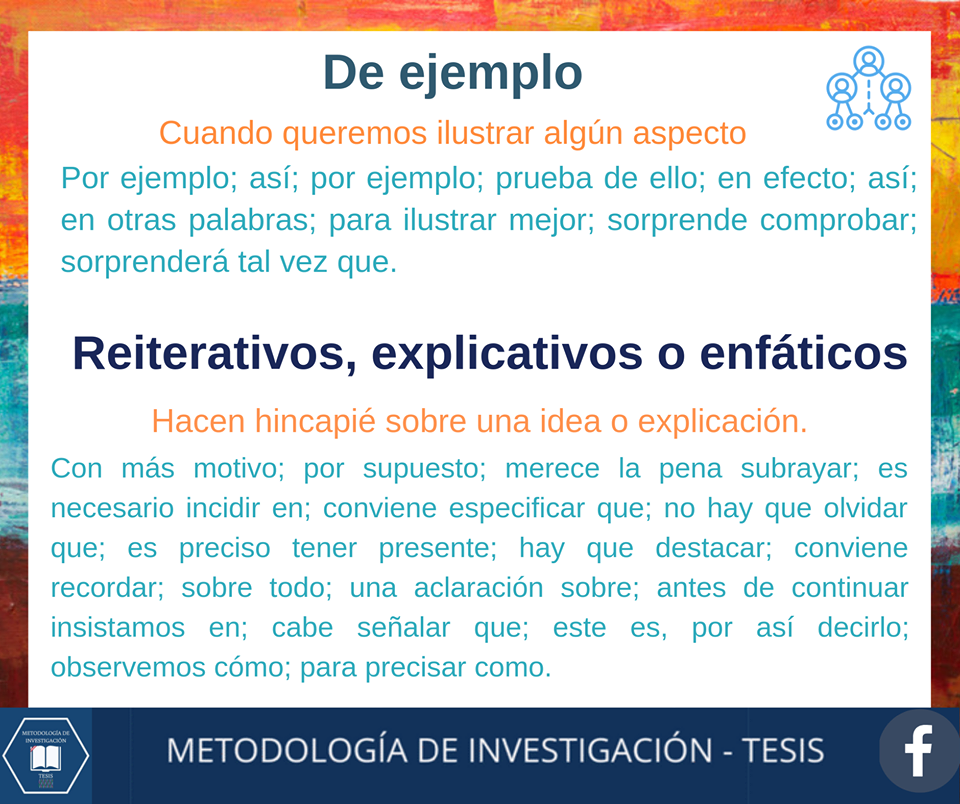 De ejemplo
Cuando queremos ilustrar algún aspecto
Por ejemplo; así; por ejemplo; prueba de ello; en efecto; así;
en otras palabras; para ilustrar mejor; sorprende comprobar;
sorprenderá tal vez que.
Reiterativos, explicativos o enfáticos
Hacen hincapié sobre una idea o explicación.
Con más motivo; por supuesto; merece la pena subrayar; es
necesario incidir en; conviene especificar que; no hay que olvidar
que; es preciso tener presente; hay que destacar; conviene
recordar; sobre todo; una aclaración sobre; antes de continuar
insistamos en; cabe señalar que; este es, por así decirlo;
observemos cómo; para precisar como.
METODOLOGÍA DE
INVESTIGACIÓN
TESIS
METODOLOGÍA DE INVESTIGACIÓN - TESIS
f